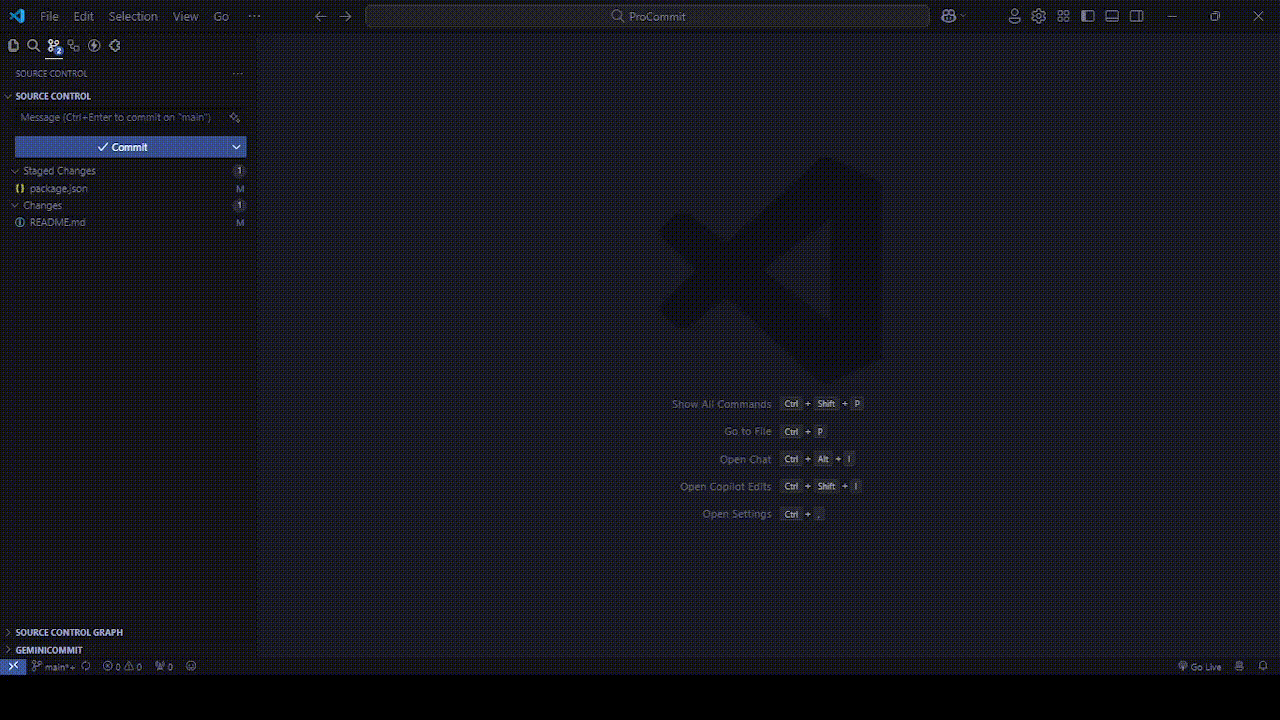 File Edit Selection View Go ···
ProCommit
2
SOURCE CONTROL ···
SOURCE CONTROL
Message (Ctrl+Enter to commit on "main")
Commit
Staged Changes 1
package.json M
Changes 1
README.md M
Show All Commands Ctrl + Shift + P
Go to File Ctrl + P
Open Chat Ctrl + Alt + I
Open Copilot Edits Ctrl + Shift + I
Open Settings Ctrl + ,
SOURCE CONTROL GRAPH
GEMINICOMMIT
main*+ 0 0 0 Go Live